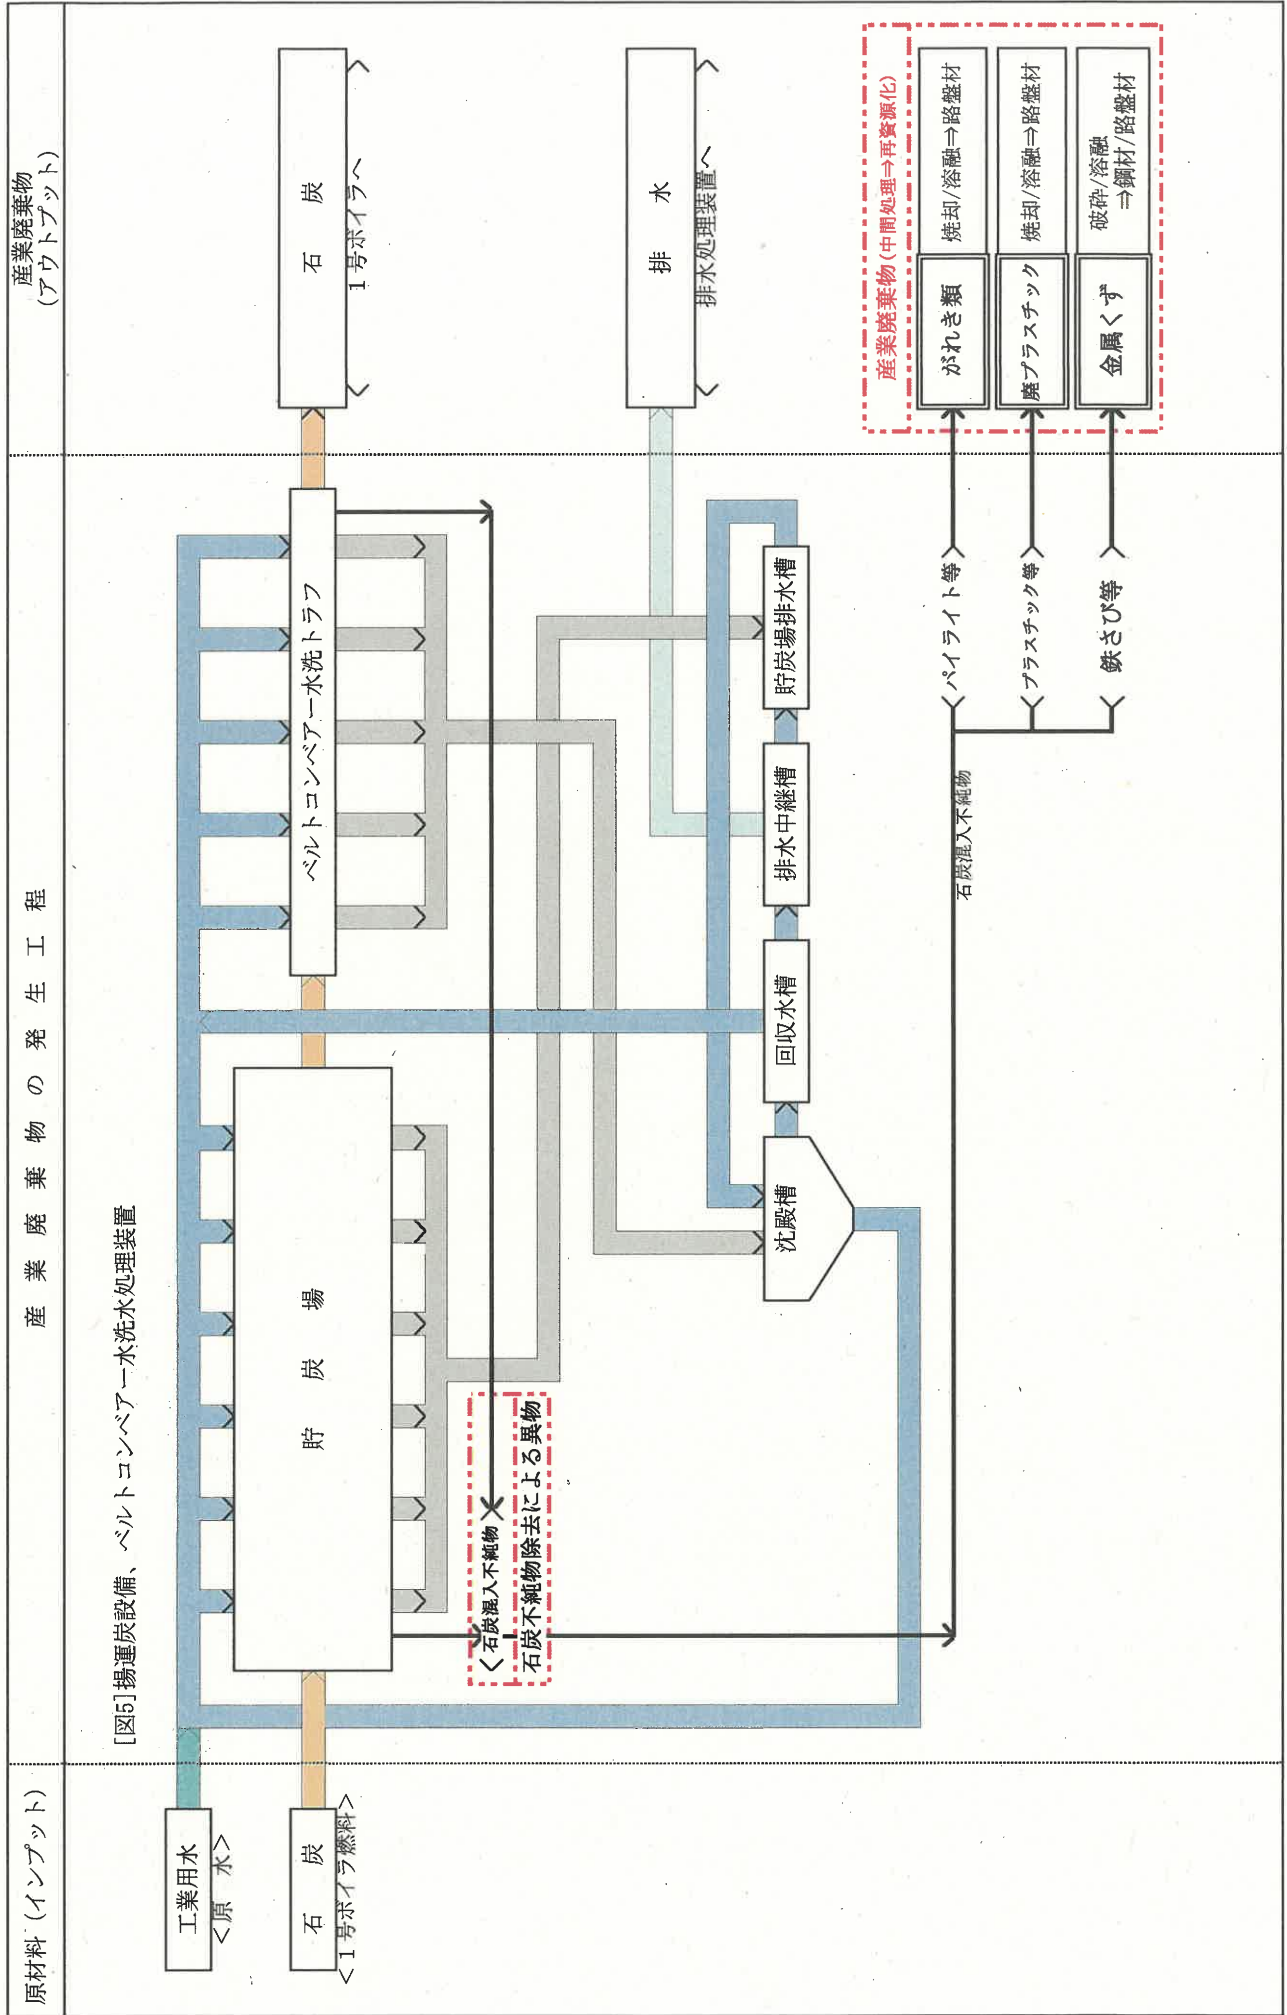 原材料 (インプット)
産業廃棄物の発生工程
産業廃棄物
(アウトプット)
[図5]揚運炭設備、ベルトコンベアー水洗水処理装置
工業用水
<原 水>
石 炭
<1号ボイラ燃料>
貯 炭 場
ベルトコンベアー水洗トラフ
石 炭
<1号ボイラへ>
<石炭混入不純物>
石炭不純物除去による異物
沈殿槽
回収水槽
排水中継槽
貯炭場排水槽
排 水
<排水処理装置へ>
石炭混入不純物
<パイライト等>
<プラスチック等>
<鉄さび等>
産業廃棄物(中間処理⇒再資源化)
がれき類
焼却/溶融⇒路盤材
廃プラスチック
焼却/溶融⇒路盤材
金属くず
破砕/溶融
⇒鋼材/路盤材